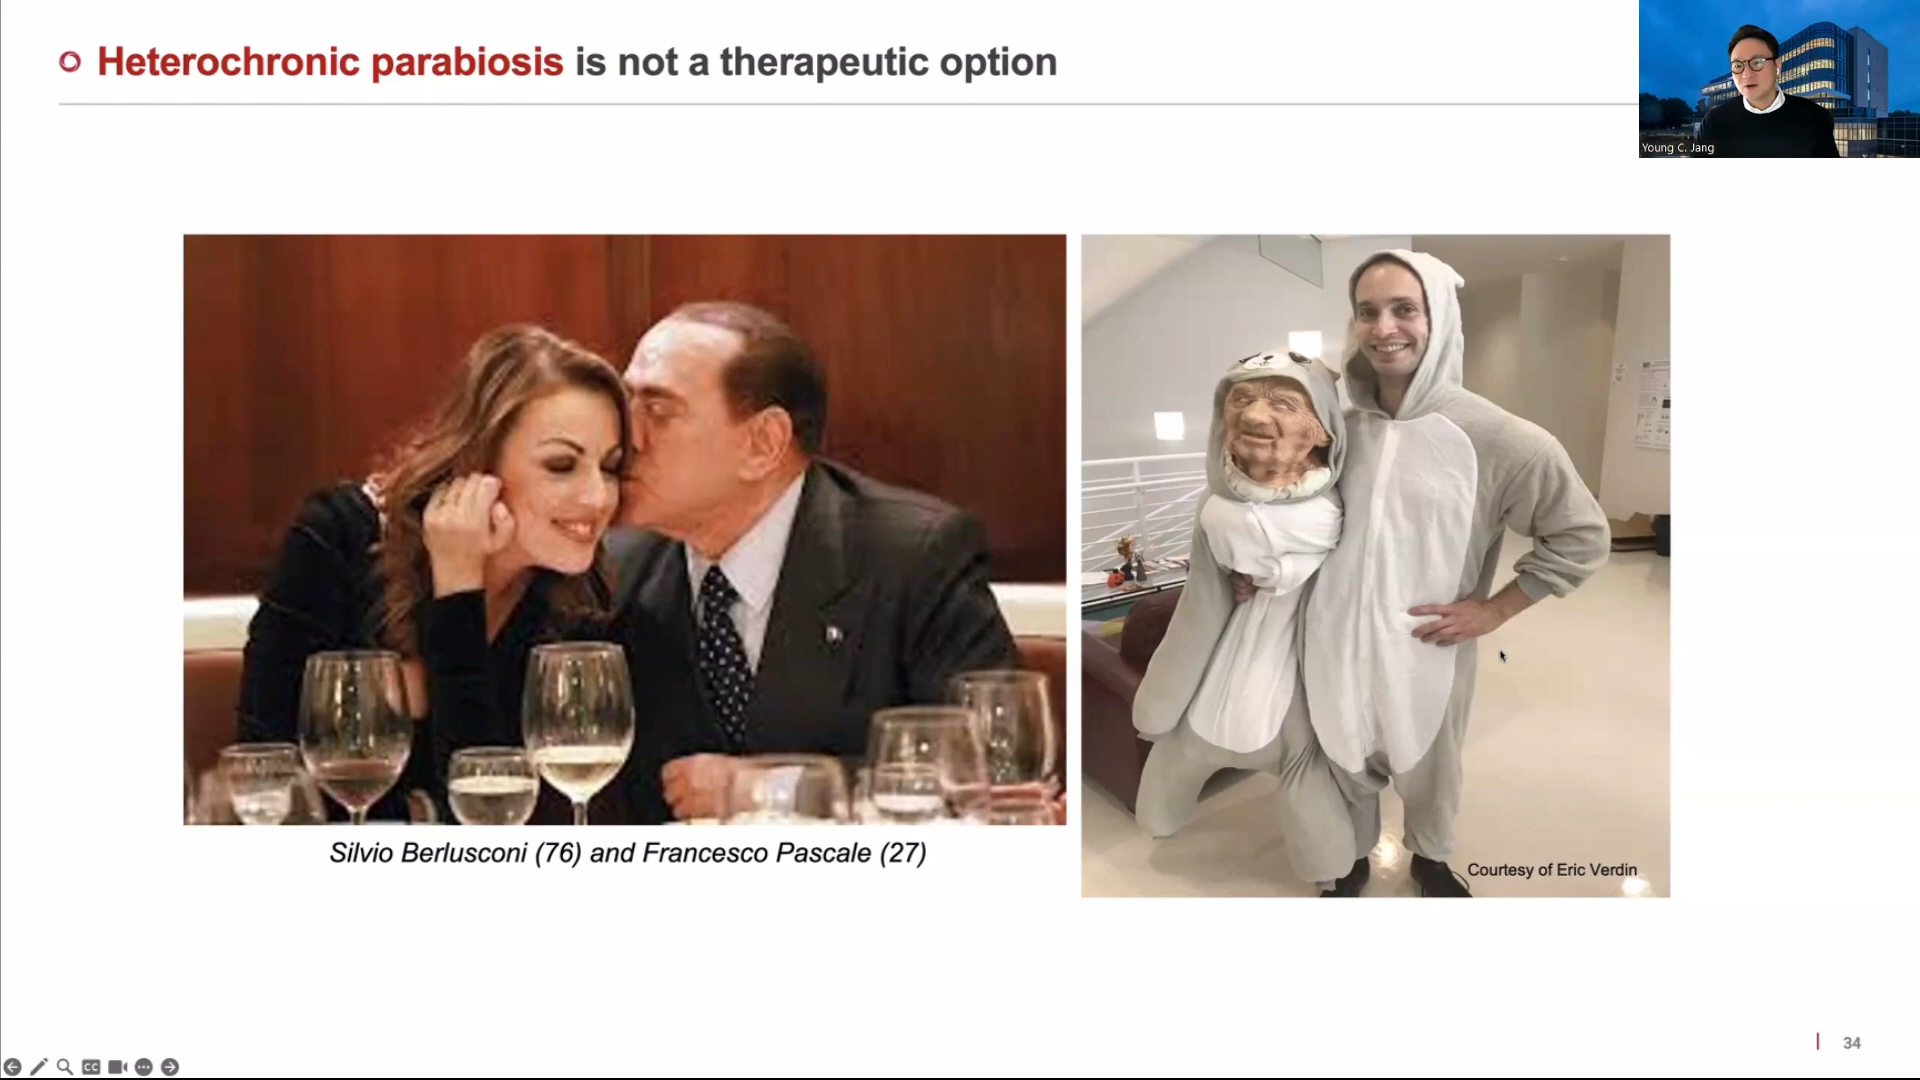 Heterochronic parabiosis is not a therapeutic option
Young C. Jang
Silvio Berlusconi (76) and Francesco Pascale (27)
Courtesy of Eric Verdin
34
CC